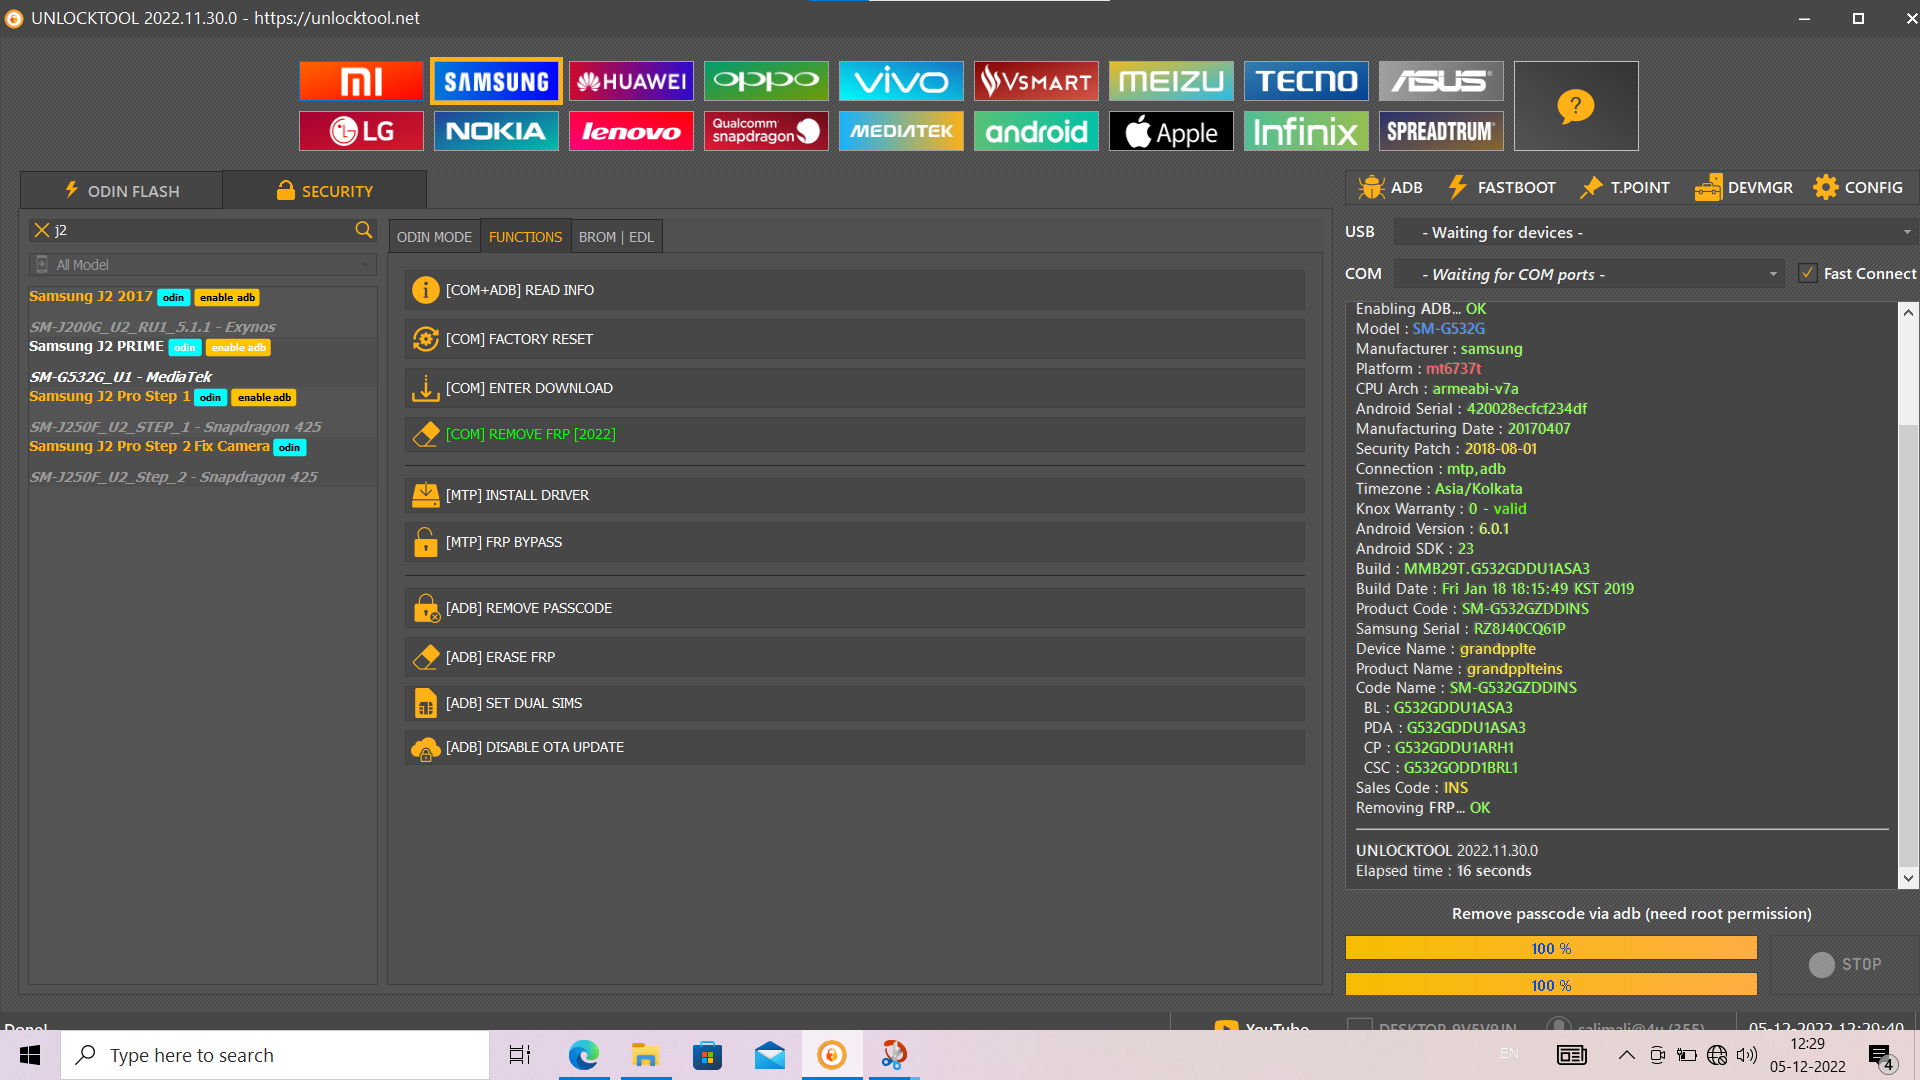 UNLOCKTOOL 2022.11.30.0 - https://unlocktool.net
MI SAMSUNG HUAWEI oppo vivo VSMART MEIZU TECNO ASUS ?
LG NOKIA lenovo Qualcomm snapdragon MEDIATEK android Apple Infinix SPREADTRUM
ODIN FLASH SECURITY
ADB FASTBOOT T.POINT DEVMGR CONFIG
j2
All Model
Samsung J2 2017 odin enable adb
SM-J200G_U2_RU1_5.1.1 - Exynos
Samsung J2 PRIME odin enable adb
SM-G532G_U1 - MediaTek
Samsung J2 Pro Step 1 odin enable adb
SM-J250F_U2_STEP_1 - Snapdragon 425
Samsung J2 Pro Step 2 Fix Camera odin
SM-J250F_U2_Step_2 - Snapdragon 425
ODIN MODE FUNCTIONS BROM | EDL
[COM+ADB] READ INFO
[COM] FACTORY RESET
[COM] ENTER DOWNLOAD
[COM] REMOVE FRP [2022]
[MTP] INSTALL DRIVER
[MTP] FRP BYPASS
[ADB] REMOVE PASSCODE
[ADB] ERASE FRP
[ADB] SET DUAL SIMS
[ADB] DISABLE OTA UPDATE
USB - Waiting for devices -
COM - Waiting for COM ports - Fast Connect
Enabling ADB... OK
Model : SM-G532G
Manufacturer : samsung
Platform : mt6737t
CPU Arch : armeabi-v7a
Android Serial : 420028ecfcf234df
Manufacturing Date : 20170407
Security Patch : 2018-08-01
Connection : mtp,adb
Timezone : Asia/Kolkata
Knox Warranty : 0 - valid
Android Version : 6.0.1
Android SDK : 23
Build : MMB29T.G532GDDU1ASA3
Build Date : Fri Jan 18 18:15:49 KST 2019
Product Code : SM-G532GZDDINS
Samsung Serial : RZ8J40CQ61P
Device Name : grandpplte
Product Name : grandpplteins
Code Name : SM-G532GZDDINS
BL : G532GDDU1ASA3
PDA : G532GDDU1ASA3
CP : G532GDDU1ARH1
CSC : G532GODD1BRL1
Sales Code : INS
Removing FRP... OK
UNLOCKTOOL 2022.11.30.0
Elapsed time : 16 seconds
Remove passcode via adb (need root permission)
100 %
100 %
STOP
Done! YouTube DESKTOP-9V5V9JN salimali@4u (355) 05-12-2022 12:29:40
Type here to search
EN
12:29
05-12-2022
4